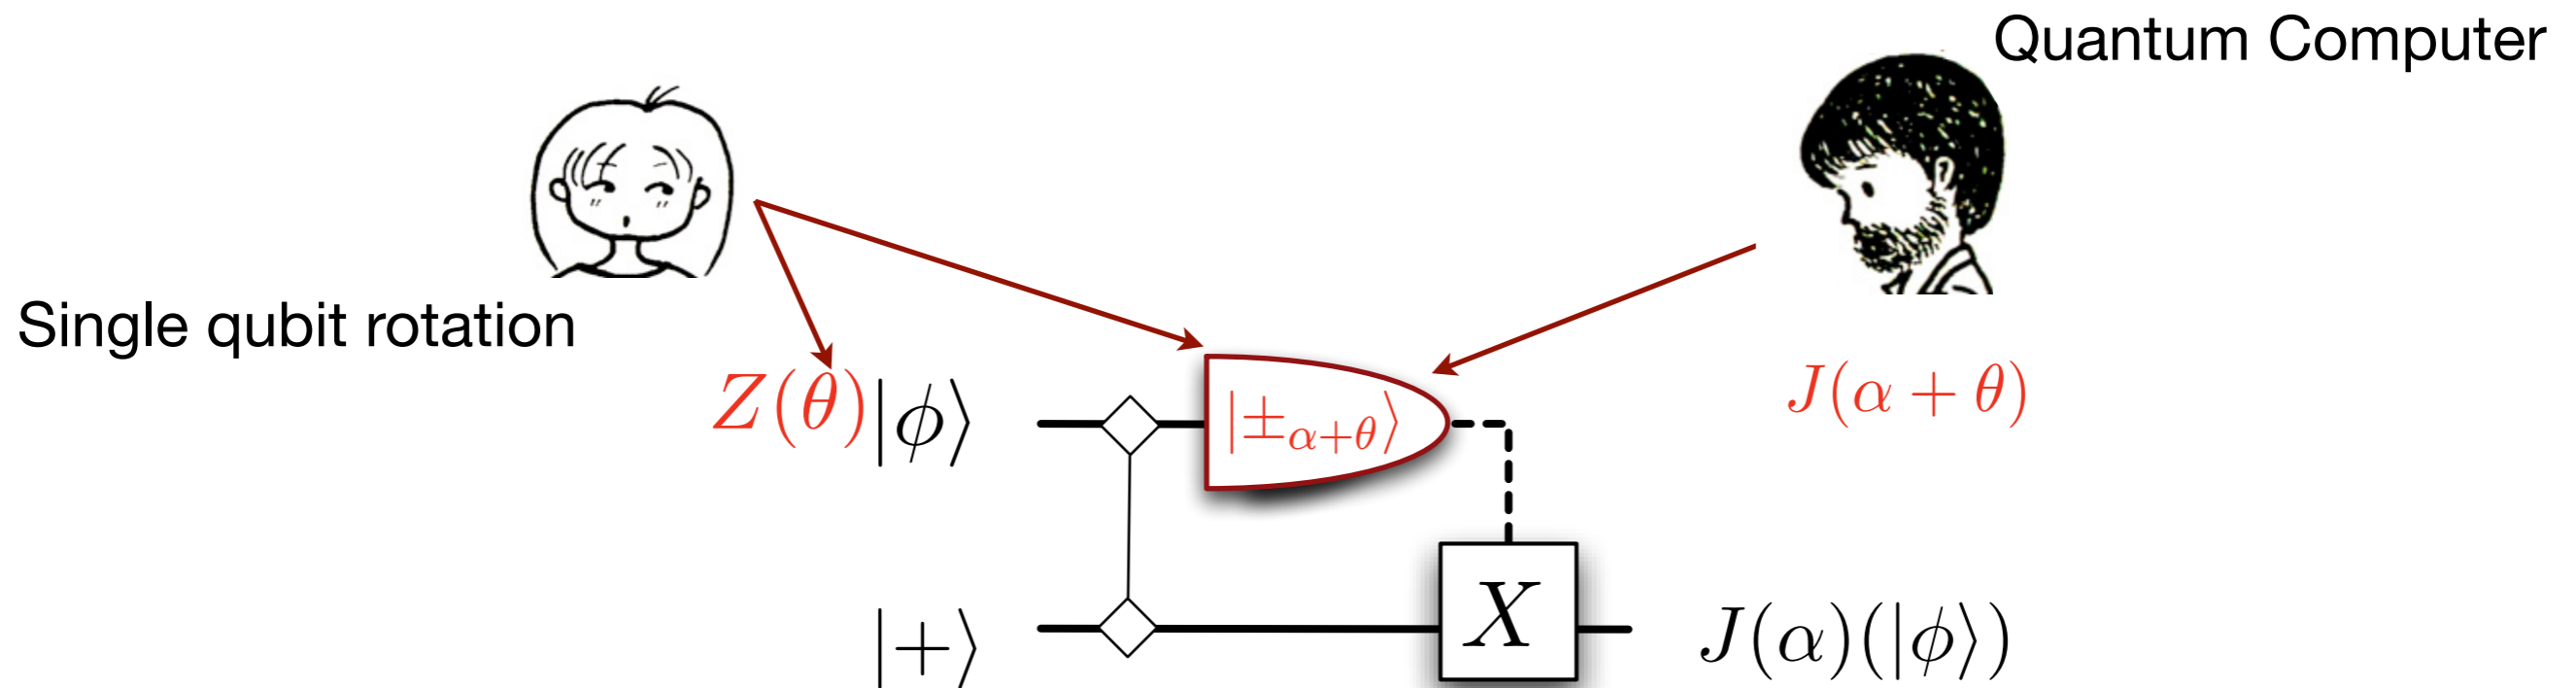 Quantum Computer
Single qubit rotation
Z(θ)|ϕ⟩
|±α+θ⟩
J(α + θ)
|+⟩
X
J(α)(|ϕ⟩)